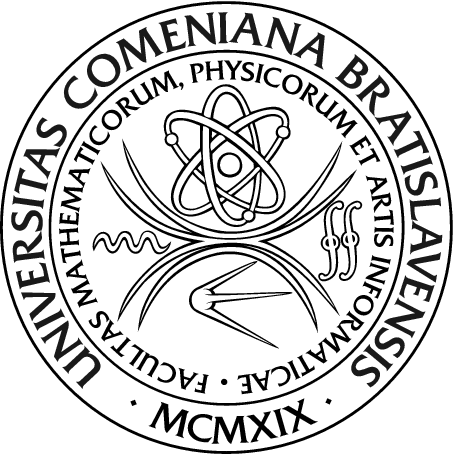 UNIVERSITAS COMENIANA BRATISLAVENSIS
· MCMXIX ·
FACULTAS MATHEMATICORUM, PHYSICORUM ET ARTIS INFORMATICAE ·